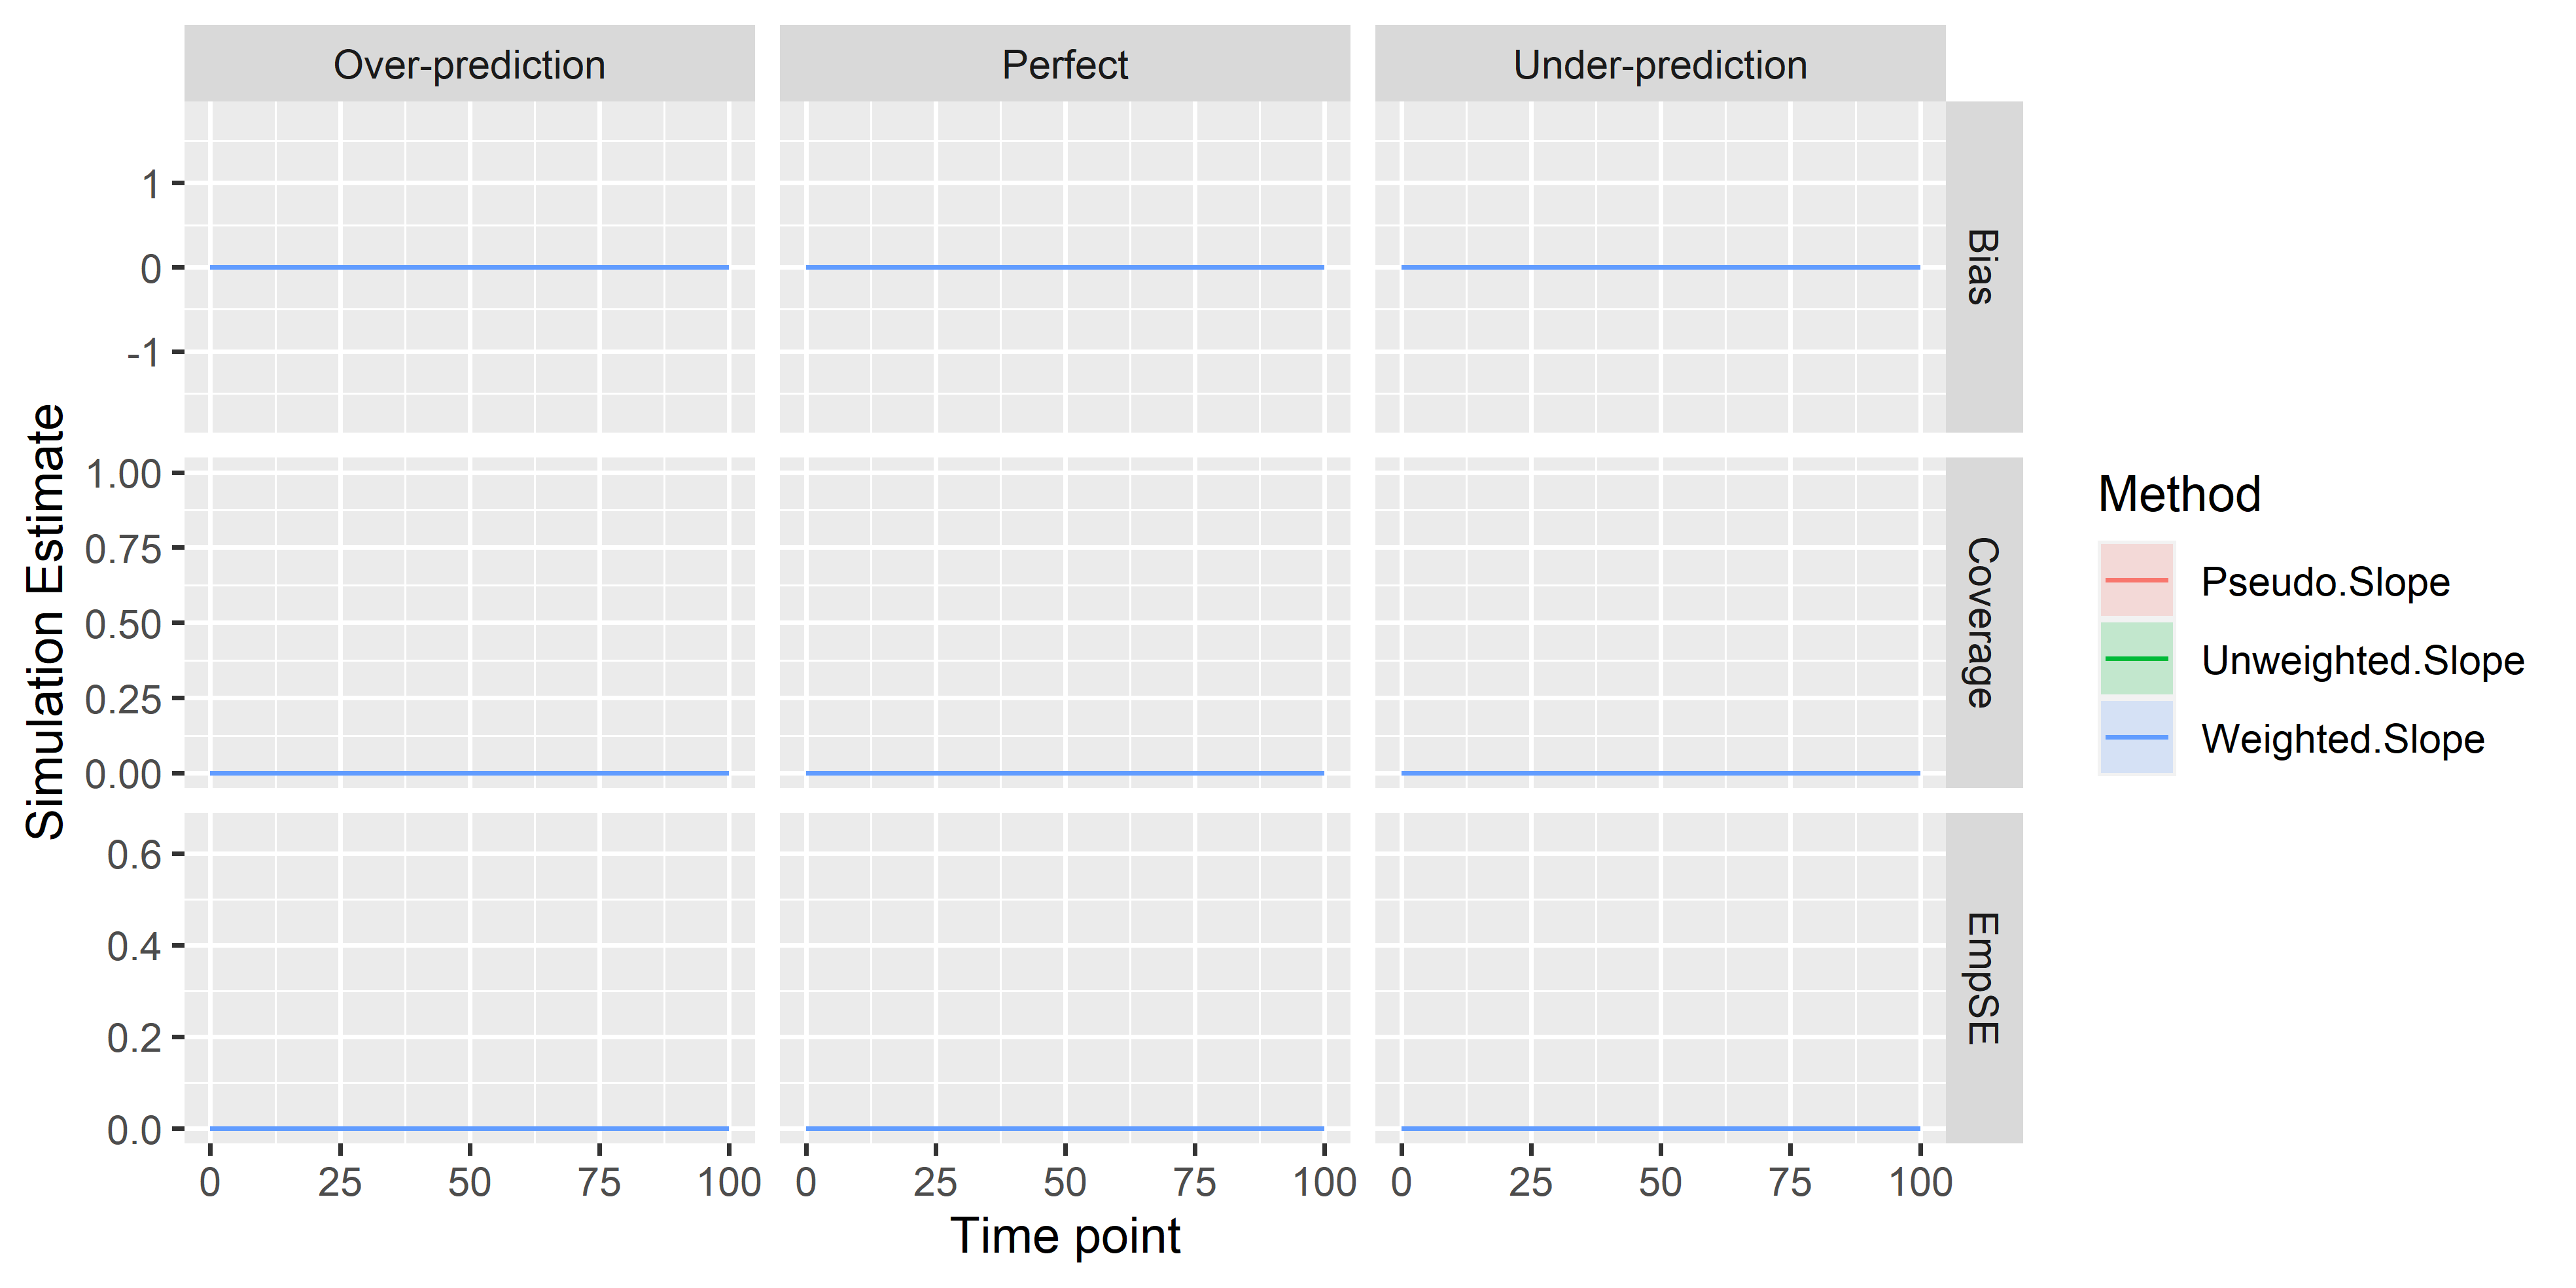 Over-prediction
Perfect
Under-prediction
1
0
-1
Bias
1.00
0.75
0.50
0.25
0.00
Coverage
0.6
0.4
0.2
0.0
EmpSE
0 25 50 75 100
0 25 50 75 100
0 25 50 75 100
Time point
Simulation Estimate
Method
Pseudo.Slope
Unweighted.Slope
Weighted.Slope